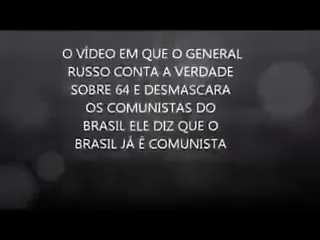 O VÍDEO EM QUE O GENERAL
RUSSO CONTA A VERDADE
SOBRE 64 E DESMASCARA
OS COMUNISTAS DO
BRASIL ELE DIZ QUE O
BRASIL JÁ É COMUNISTA